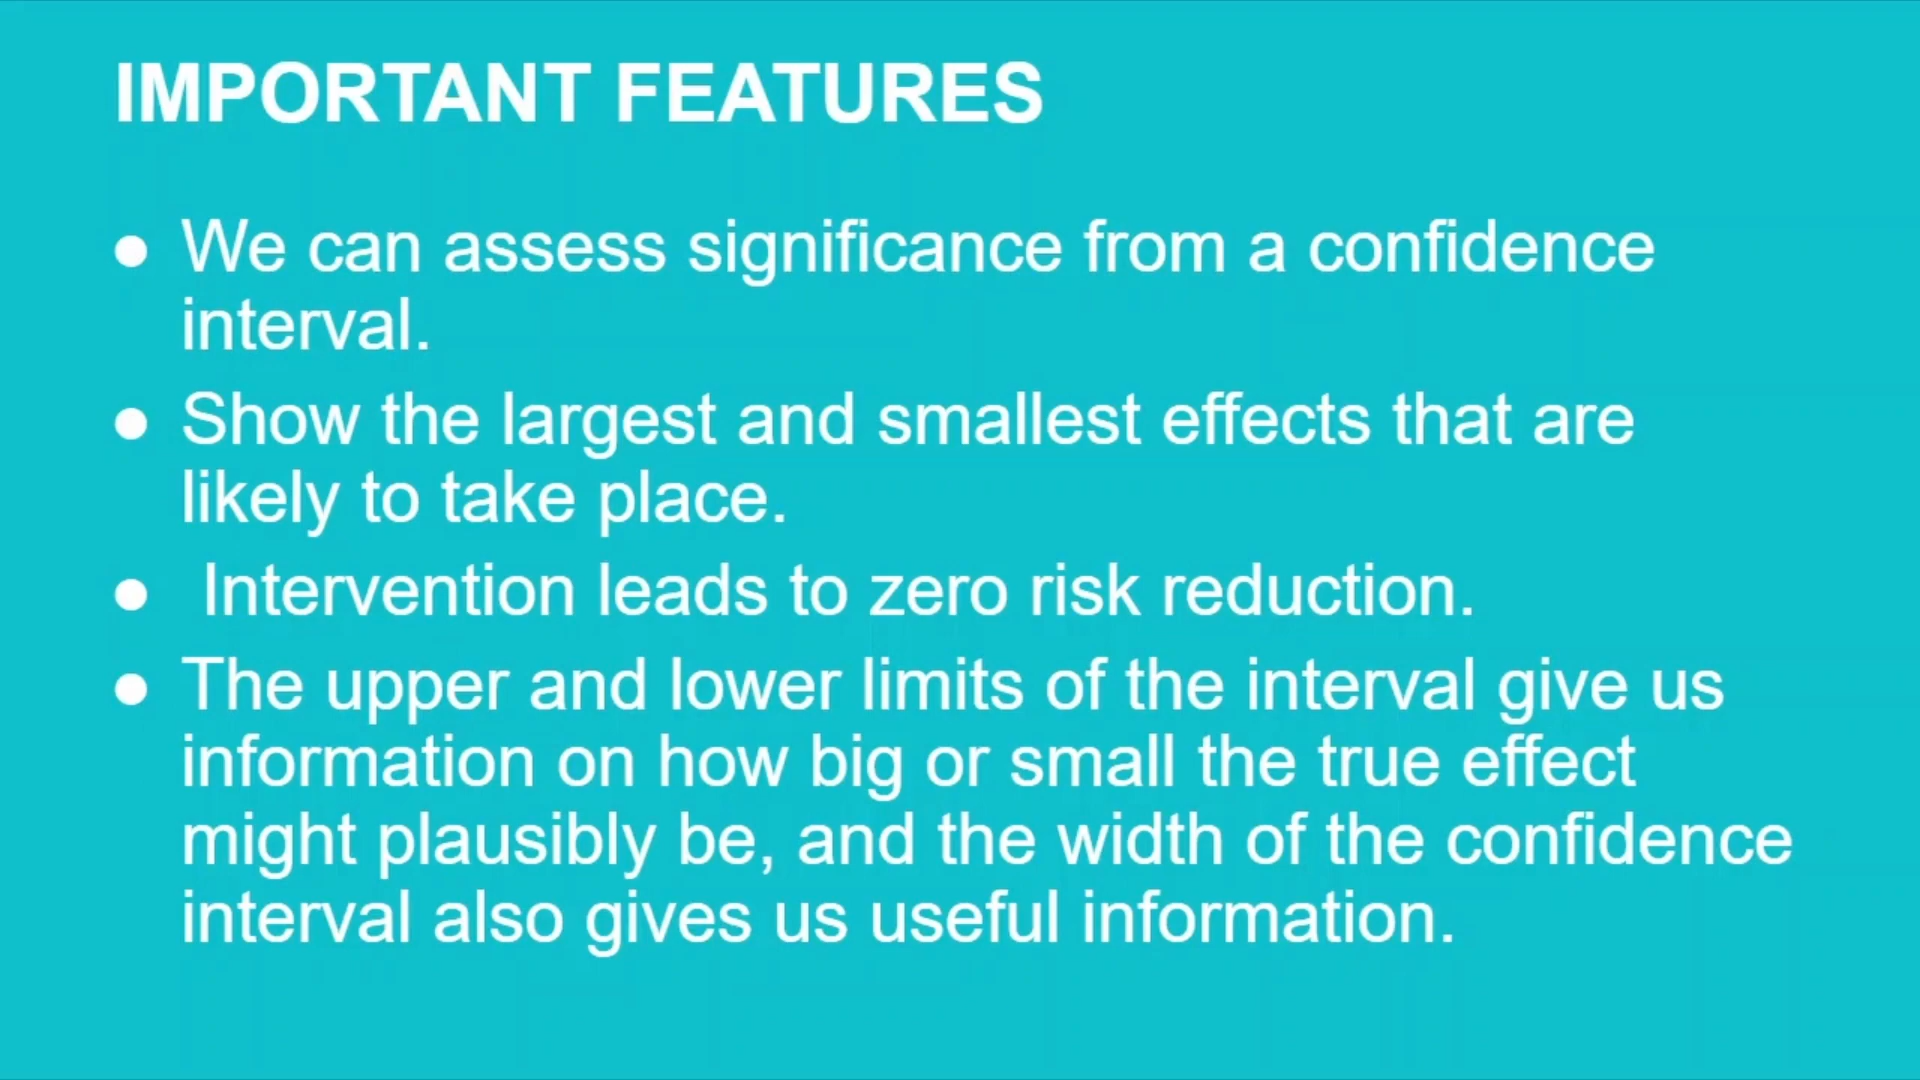 IMPORTANT FEATURES
● We can assess significance from a confidence
interval.
● Show the largest and smallest effects that are
likely to take place.
● Intervention leads to zero risk reduction.
● The upper and lower limits of the interval give us
information on how big or small the true effect
might plausibly be, and the width of the confidence
interval also gives us useful information.